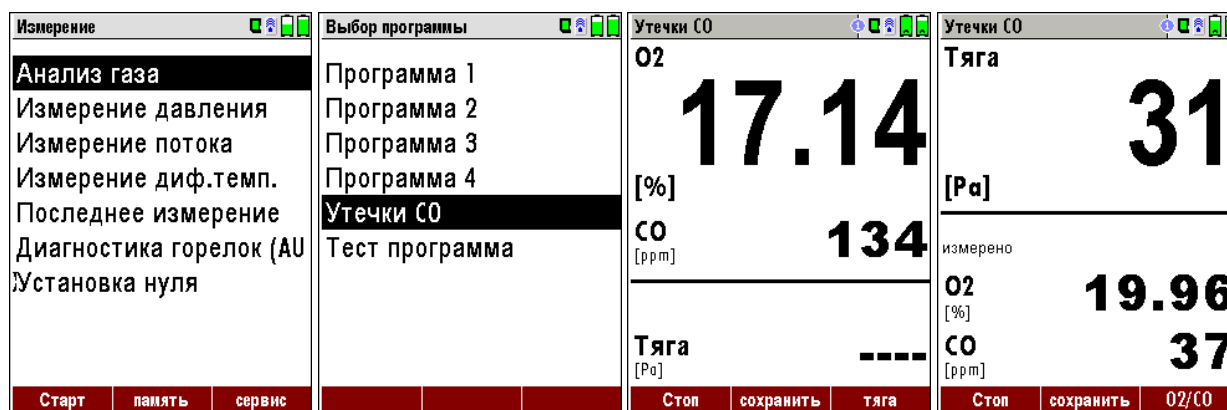 Измерение
Анализ газа
Измерение давления
Измерение потока
Измерение диф.темп.
Последнее измерение
Диагностика горелок (AU
Установка нуля
Старт память сервис
Выбор программы
Программа 1
Программа 2
Программа 3
Программа 4
Утечки CO
Тест программа
Утечки CO
O2
17.14
[%]
CO
134
[ppm]
Тяга
----
[Pa]
Стоп сохранить тяга
Утечки CO
Тяга
31
[Pa]
измерено
O2
19.96
[%]
CO
37
[ppm]
Стоп сохранить O2/CO